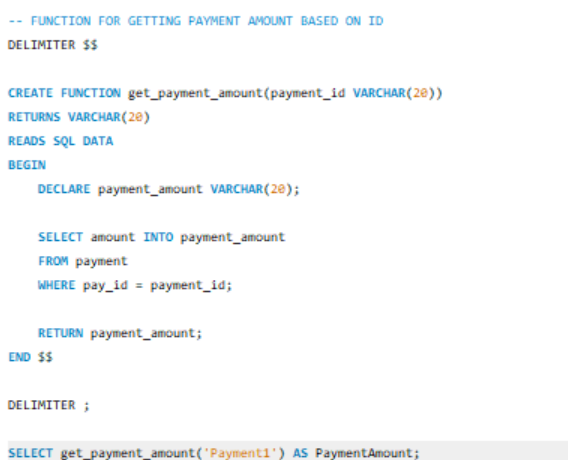 -- FUNCTION FOR GETTING PAYMENT AMOUNT BASED ON ID
DELIMITER $$
CREATE FUNCTION get_payment_amount(payment_id VARCHAR(20))
RETURNS VARCHAR(20)
READS SQL DATA
BEGIN
DECLARE payment_amount VARCHAR(20);
SELECT amount INTO payment_amount
FROM payment
WHERE pay_id = payment_id;
RETURN payment_amount;
END $$
DELIMITER ;
SELECT get_payment_amount('Payment1') AS PaymentAmount;